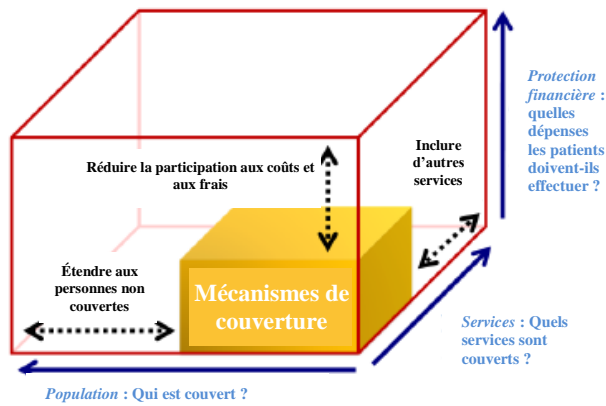 Protection
financière :
quelles
dépenses
les patients
doivent-ils
effectuer ?
Réduire la participation aux coûts et
aux frais
Inclure
d’autres
services
Étendre aux
personnes non
couvertes
Mécanismes de
couverture
Services : Quels
services sont
couverts ?
Population : Qui est couvert ?